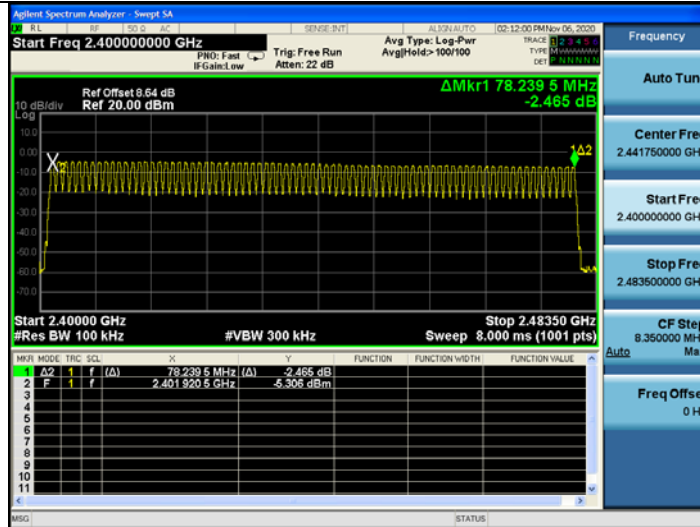 Agilent Spectrum Analyzer - Swept SA
RL RF 50 Ω AC SENSE:INT ALIGN AUTO 02:12:00 PM Nov 06, 2020
Start Freq 2.400000000 GHz
PNO: Fast
IFGain:Low
Trig: Free Run
Atten: 22 dB
Avg Type: Log-Pwr
Avg|Hold:>100/100
TRACE 1 2 3 4 5 6
TYPE
DET P N N N N N
ΔMkr1 78.239 5 MHz
-2.465 dB
Ref Offset 8.64 dB
10 dB/div Ref 20.00 dBm
Log
10.0
0.00
-10.0
-20.0
-30.0
-40.0
-50.0
-60.0
-70.0
X2
1Δ2
Start 2.40000 GHz Stop 2.48350 GHz
#Res BW 100 kHz #VBW 300 kHz Sweep 8.000 ms (1001 pts)
MKR MODE TRC SCL X Y FUNCTION FUNCTION WIDTH FUNCTION VALUE
1 Δ2 1 f (Δ) 78.239 5 MHz (Δ) -2.465 dB
2 F 1 f 2.401 920 5 GHz -5.306 dBm
3
4
5
6
7
8
9
10
11
MSG STATUS
Frequency
Auto Tun
Center Fre
2.441750000 GH
Start Fre
2.400000000 GH
Stop Fre
2.483500000 GH
CF Step
8.350000 MH
Auto Ma
Freq Offse
0 H